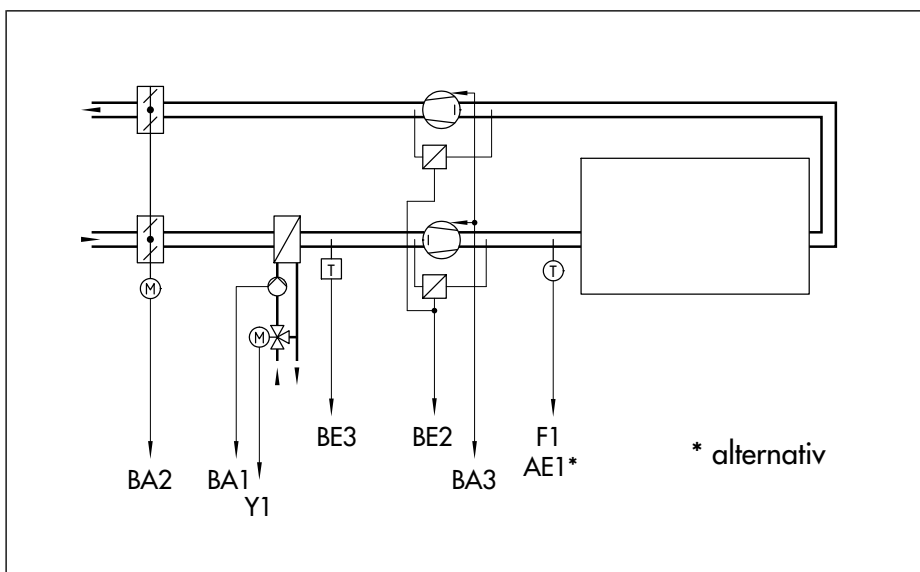 T
M
T
M
BE3
BE2
F1
AE1*
* alternativ
BA2
BA1
Y1
BA3